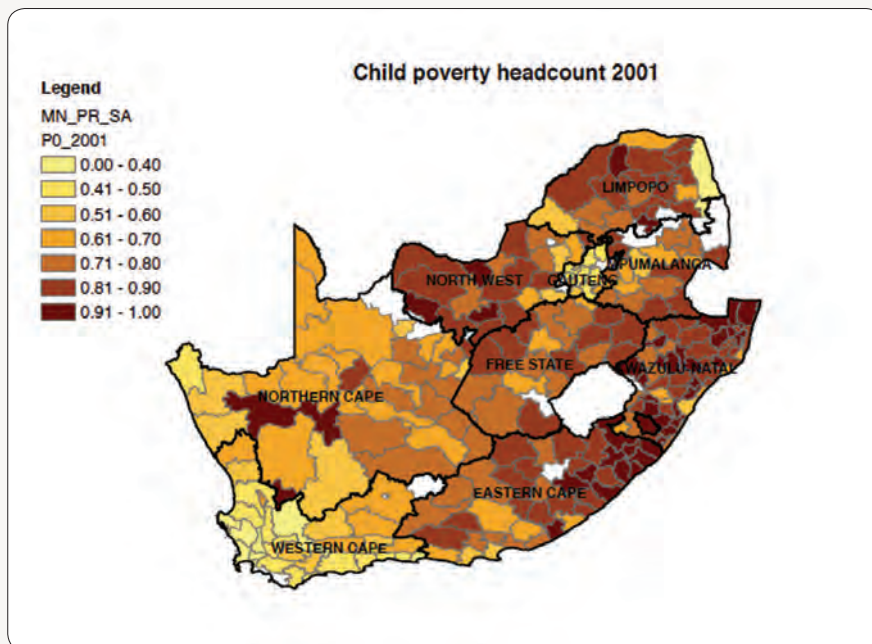 Child poverty headcount 2001
Legend
MN_PR_SA
P0_2001
0.00 - 0.40
0.41 - 0.50
0.51 - 0.60
0.61 - 0.70
0.71 - 0.80
0.81 - 0.90
0.91 - 1.00
LIMPOPO
NORTH WEST
GAUTENG
MPUMALANGA
FREE STATE
KWAZULU-NATAL
NORTHERN CAPE
EASTERN CAPE
WESTERN CAPE